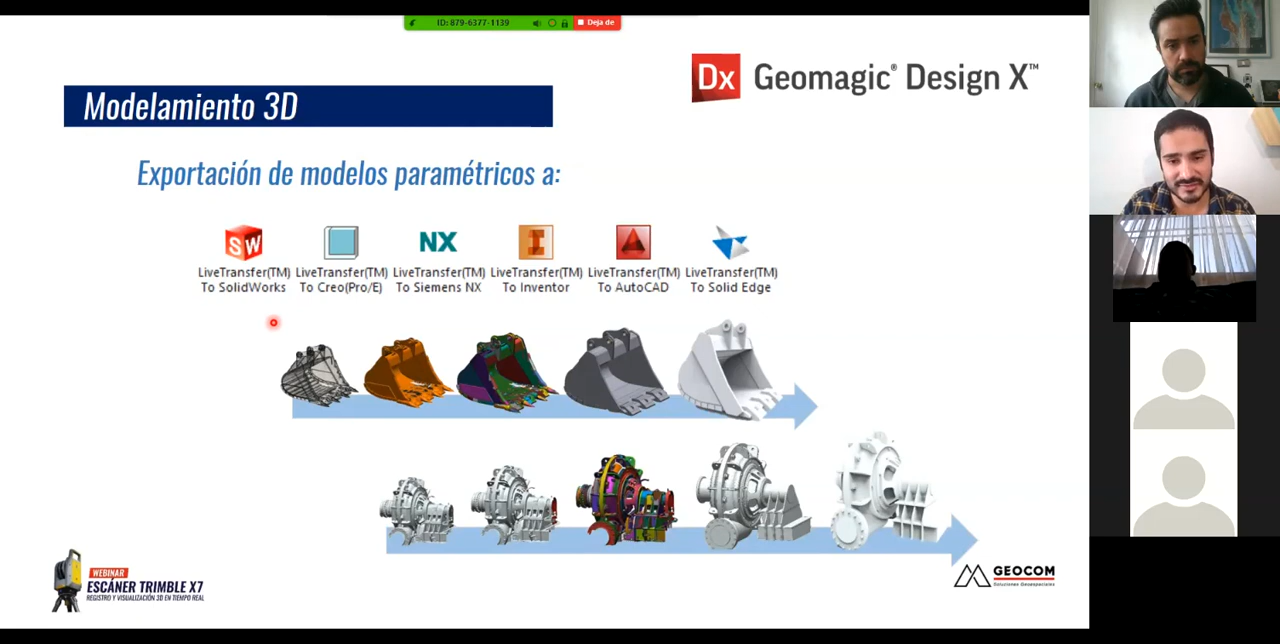 ID: 879-6377-1139
Deja de
Dx Geomagic® Design X™
Modelamiento 3D
Exportación de modelos paramétricos a:
SW
NX
LiveTransfer(TM) To SolidWorks
LiveTransfer(TM) To Creo(Pro/E)
LiveTransfer(TM) To Siemens NX
LiveTransfer(TM) To Inventor
LiveTransfer(TM) To AutoCAD
LiveTransfer(TM) To Solid Edge
WEBINAR
ESCÁNER TRIMBLE X7
REGISTRO Y VISUALIZACIÓN 3D EN TIEMPO REAL
GEOCOM
Soluciones Geoespaciales